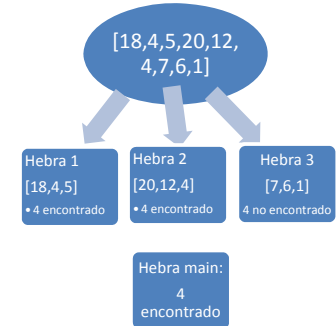 [18,4,5,20,12,
4,7,6,1]
Hebra 1
[18,4,5]
• 4 encontrado
Hebra 2
[20,12,4]
• 4 encontrado
Hebra 3
[7,6,1]
4 no encontrado
Hebra main:
4
encontrado